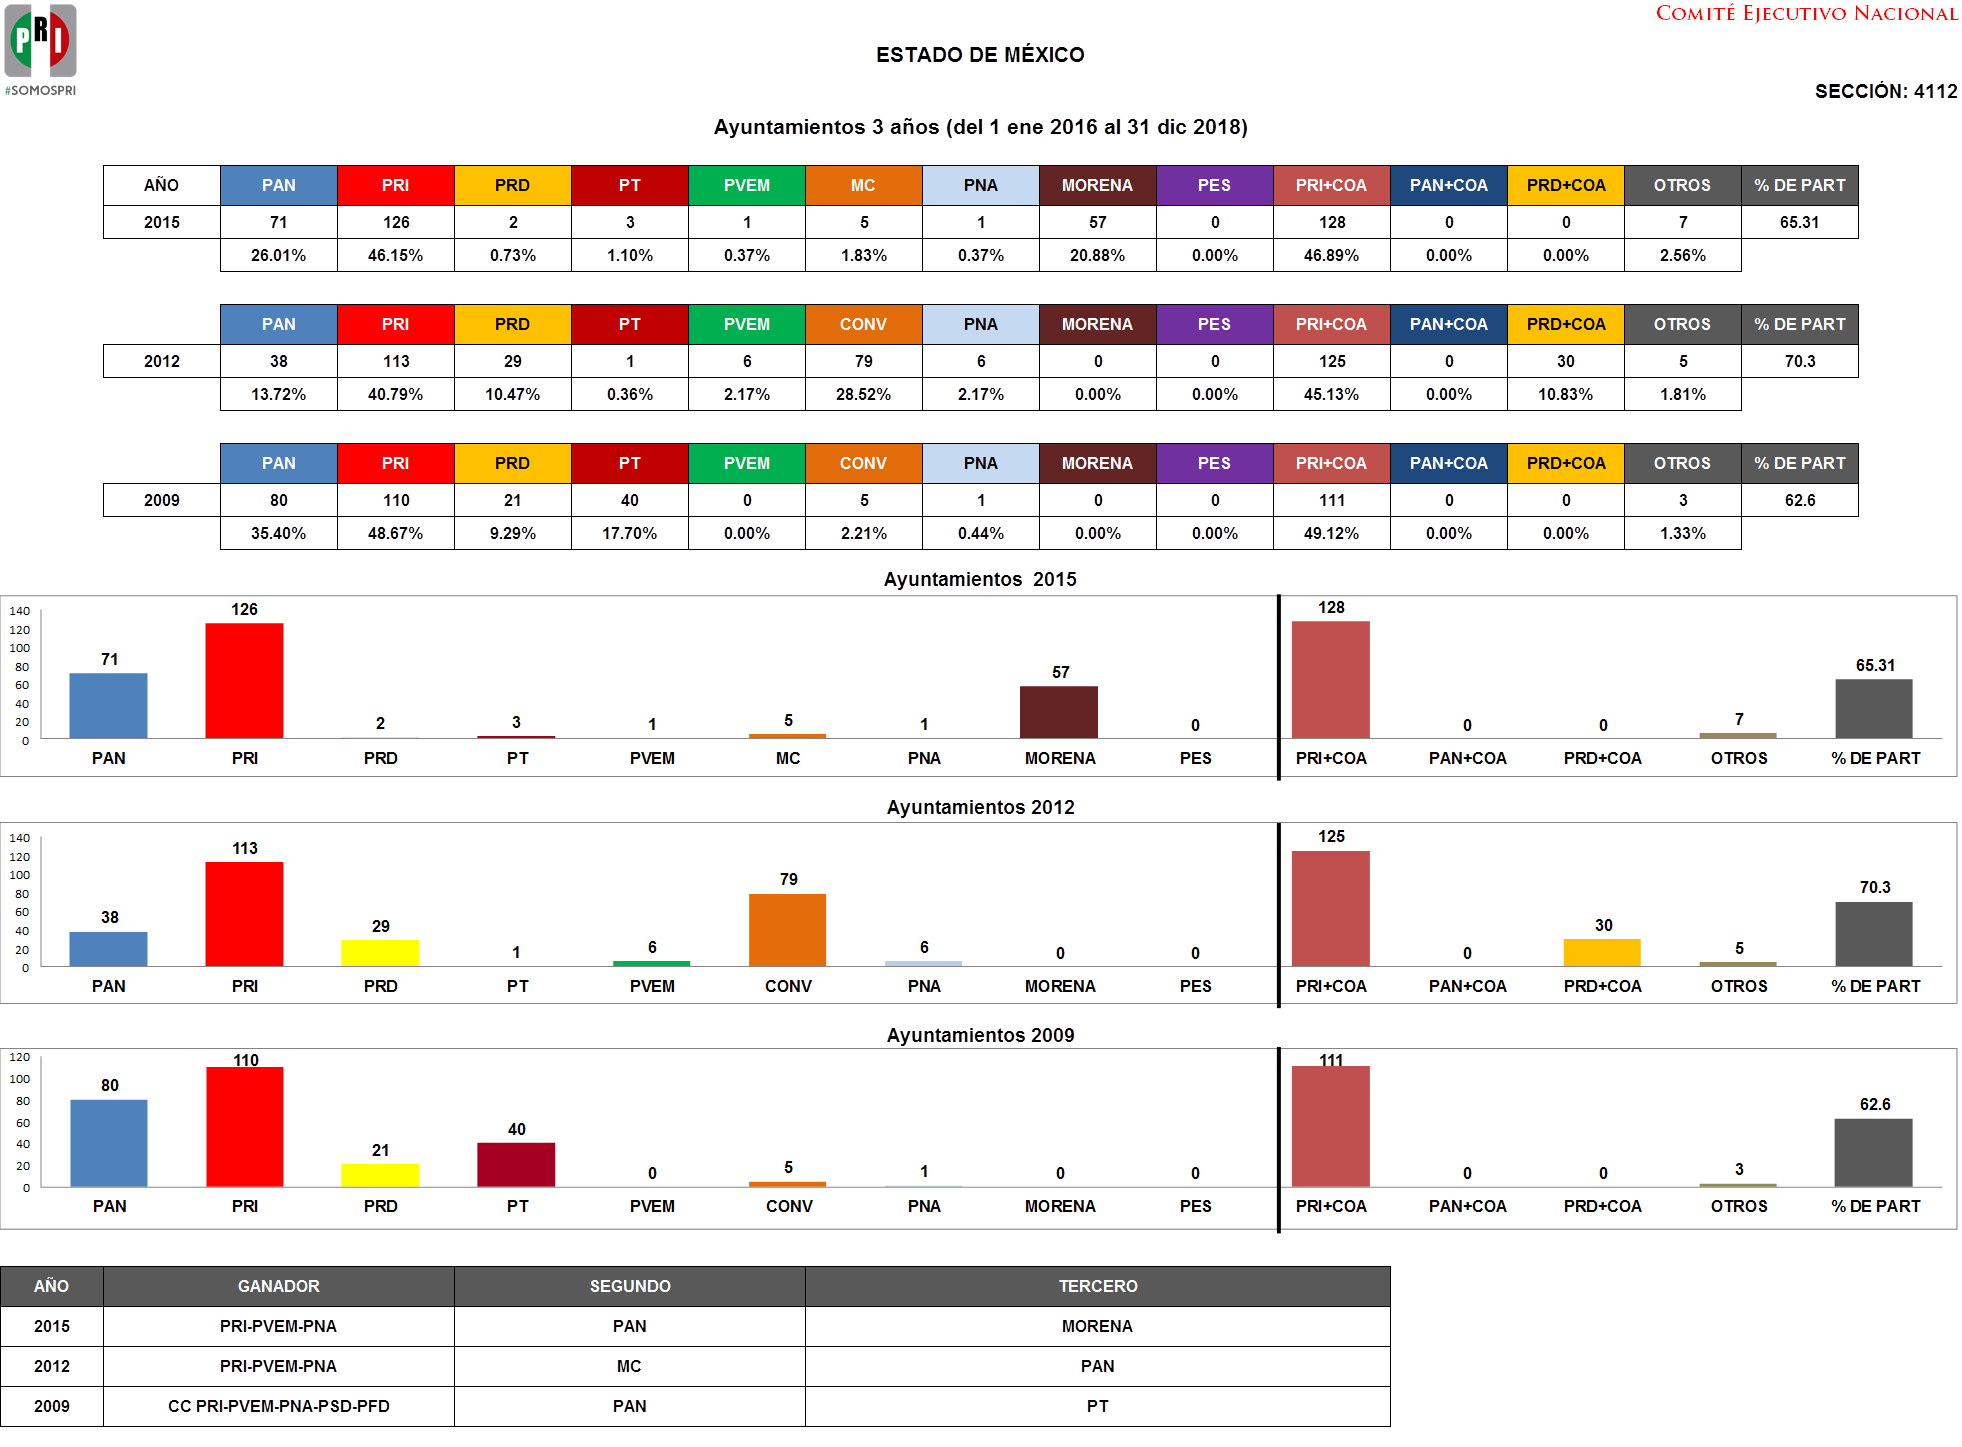 PRI
#SOMOSPRI
COMITÉ EJECUTIVO NACIONAL
ESTADO DE MÉXICO
SECCIÓN: 4112
Ayuntamientos 3 años (del 1 ene 2016 al 31 dic 2018)
AÑO PAN PRI PRD PT PVEM MC PNA MORENA PES PRI+COA PAN+COA PRD+COA OTROS % DE PART
2015 71 126 2 3 1 5 1 57 0 128 0 0 7 65.31
26.01% 46.15% 0.73% 1.10% 0.37% 1.83% 0.37% 20.88% 0.00% 46.89% 0.00% 0.00% 2.56%
PAN PRI PRD PT PVEM CONV PNA MORENA PES PRI+COA PAN+COA PRD+COA OTROS % DE PART
2012 38 113 29 1 6 79 6 0 0 125 0 30 5 70.3
13.72% 40.79% 10.47% 0.36% 2.17% 28.52% 2.17% 0.00% 0.00% 45.13% 0.00% 10.83% 1.81%
PAN PRI PRD PT PVEM CONV PNA MORENA PES PRI+COA PAN+COA PRD+COA OTROS % DE PART
2009 80 110 21 40 0 5 1 0 0 111 0 0 3 62.6
35.40% 48.67% 9.29% 17.70% 0.00% 2.21% 0.44% 0.00% 0.00% 49.12% 0.00% 0.00% 1.33%
Ayuntamientos 2015
140
120
100
80
60
40
20
0
71 126 2 3 1 5 1 57 0 128 0 0 7 65.31
PAN PRI PRD PT PVEM MC PNA MORENA PES PRI+COA PAN+COA PRD+COA OTROS % DE PART
Ayuntamientos 2012
140
120
100
80
60
40
20
0
38 113 29 1 6 79 6 0 0 125 0 30 5 70.3
PAN PRI PRD PT PVEM CONV PNA MORENA PES PRI+COA PAN+COA PRD+COA OTROS % DE PART
Ayuntamientos 2009
120
100
80
60
40
20
0
80 110 21 40 0 5 1 0 0 111 0 0 3 62.6
PAN PRI PRD PT PVEM CONV PNA MORENA PES PRI+COA PAN+COA PRD+COA OTROS % DE PART
AÑO GANADOR SEGUNDO TERCERO
2015 PRI-PVEM-PNA PAN MORENA
2012 PRI-PVEM-PNA MC PAN
2009 CC PRI-PVEM-PNA-PSD-PFD PAN PT